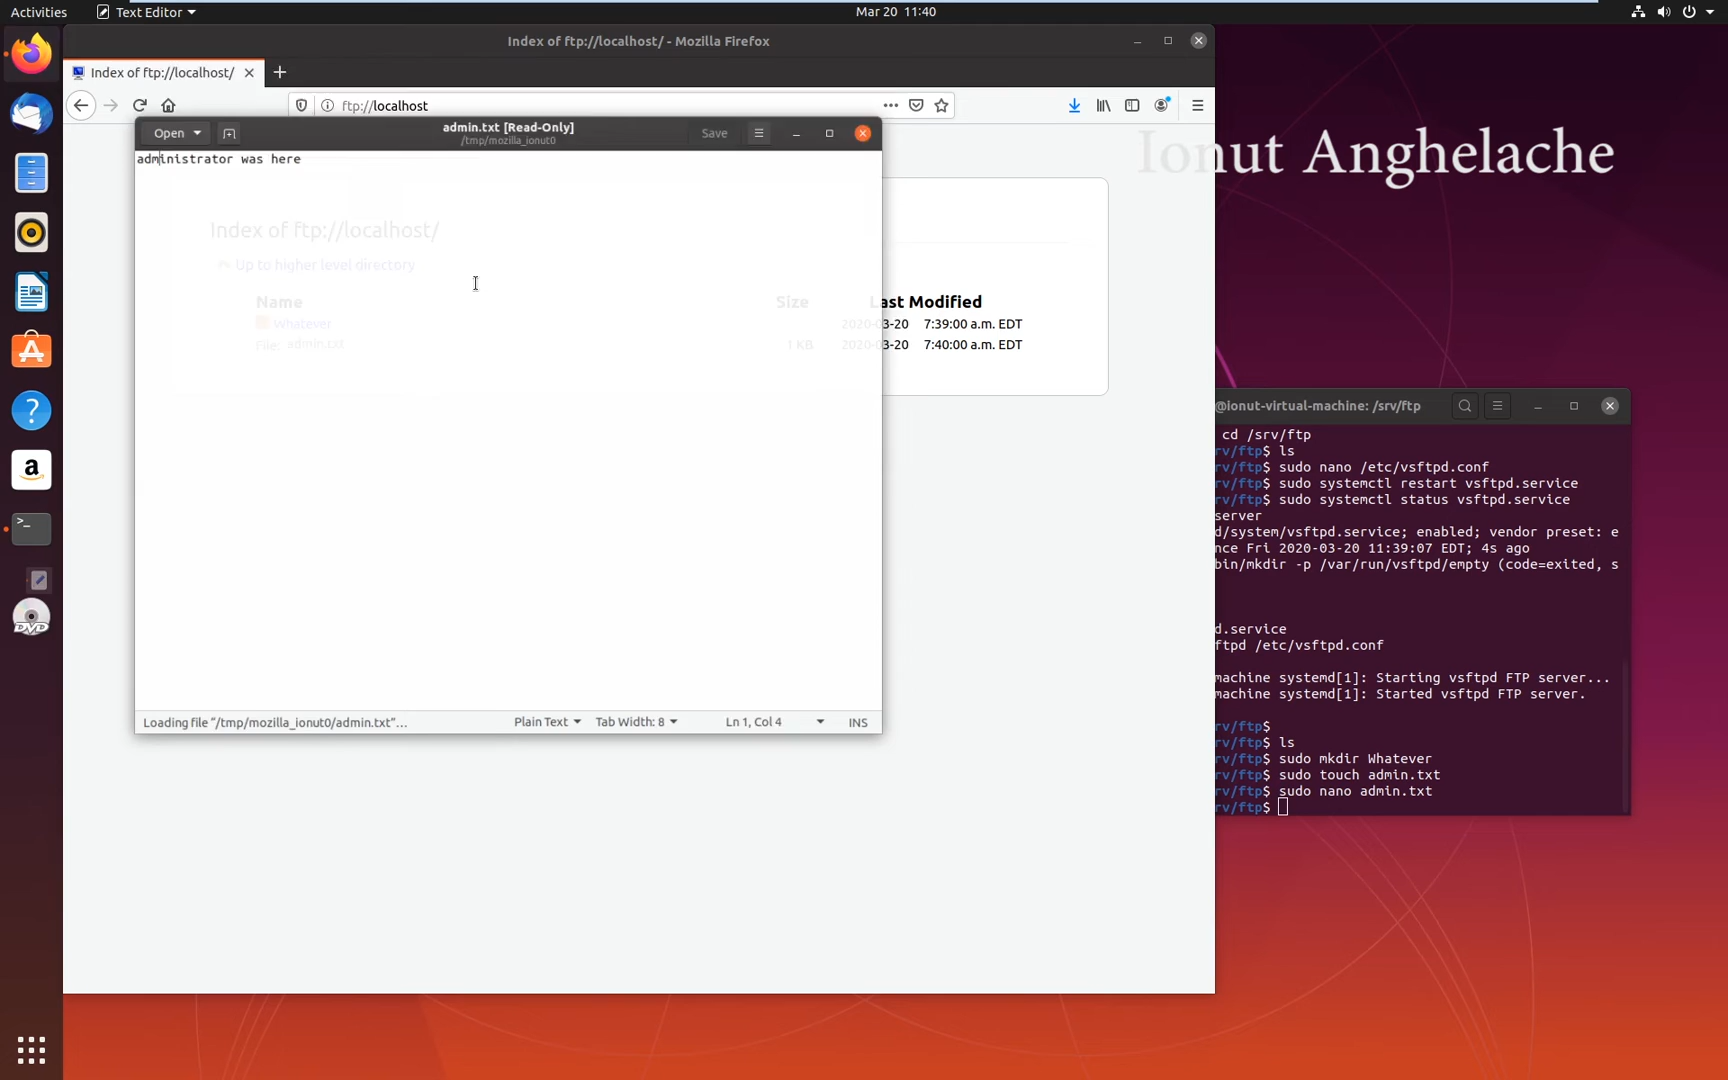 Activities
Text Editor
Mar 20 11:40
Index of ftp://localhost/ - Mozilla Firefox
Index of ftp://localhost/
ftp://localhost
Open
admin.txt [Read-Only]
/tmp/mozilla_ionut0
Save
administrator was here
Index of ftp://localhost/
Up to higher level directory
Name Size Last Modified
Whatever 2020-03-20 7:39:00 a.m. EDT
File: admin.txt 1 KB 2020-03-20 7:40:00 a.m. EDT
Loading file “/tmp/mozilla_ionut0/admin.txt”…
Plain Text
Tab Width: 8
Ln 1, Col 4
INS
Ionut Anghelache
@ionut-virtual-machine: /srv/ftp
cd /srv/ftp
rv/ftp$ ls
rv/ftp$ sudo nano /etc/vsftpd.conf
rv/ftp$ sudo systemctl restart vsftpd.service
rv/ftp$ sudo systemctl status vsftpd.service
server
d/system/vsftpd.service; enabled; vendor preset: e
nce Fri 2020-03-20 11:39:07 EDT; 4s ago
bin/mkdir -p /var/run/vsftpd/empty (code=exited, s
d.service
ftpd /etc/vsftpd.conf
machine systemd[1]: Starting vsftpd FTP server...
machine systemd[1]: Started vsftpd FTP server.
rv/ftp$
rv/ftp$ ls
rv/ftp$ sudo mkdir Whatever
rv/ftp$ sudo touch admin.txt
rv/ftp$ sudo nano admin.txt
rv/ftp$
a
>_
DVD